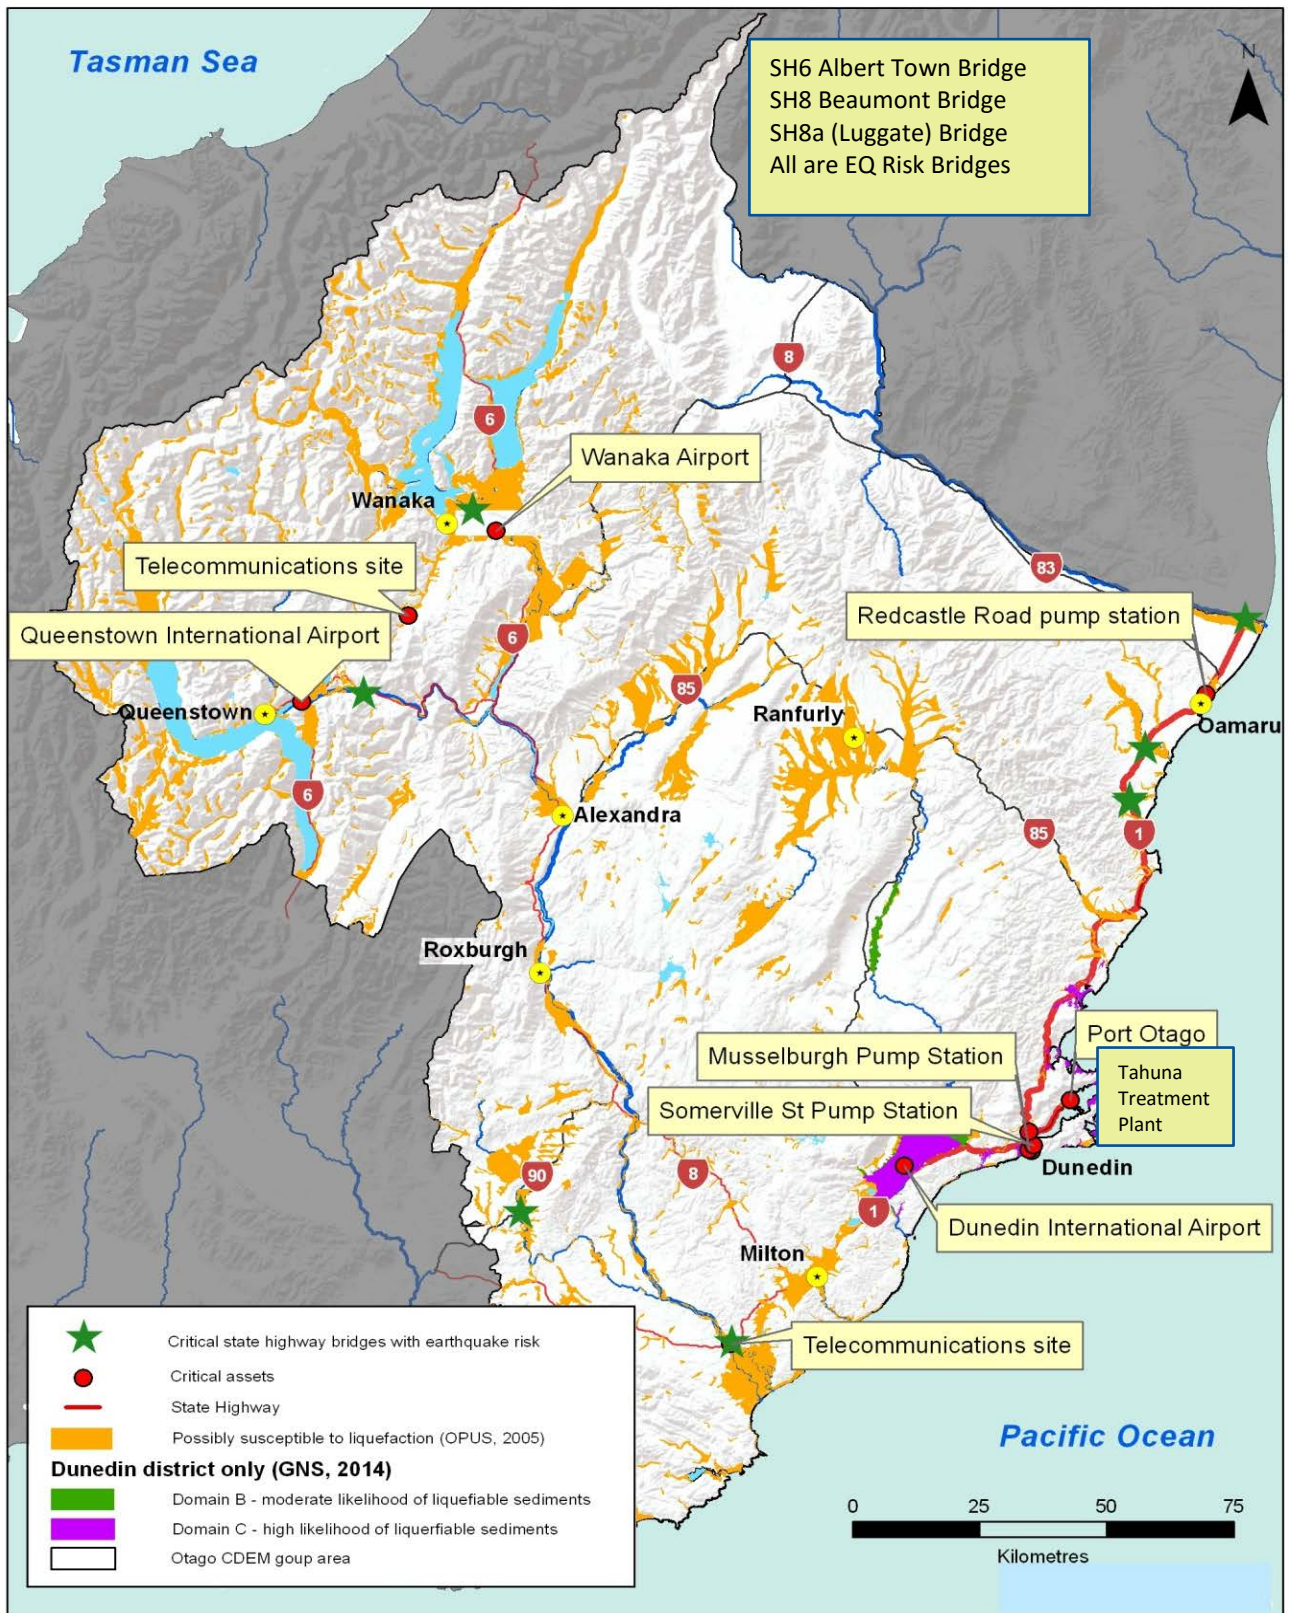 Tasman Sea
SH6 Albert Town Bridge
SH8 Beaumont Bridge
SH8a (Luggate) Bridge
All are EQ Risk Bridges
N
8
6
Wanaka Airport
Wanaka
Telecommunications site
83
Redcastle Road pump station
Queenstown International Airport
6
85
Queenstown
Ranfurly
Oamaru
6
Alexandra
85
1
Roxburgh
Port Otago
Musselburgh Pump Station
Tahuna
Treatment
Plant
Somerville St Pump Station
Dunedin
90
8
1
Dunedin International Airport
Milton
Telecommunications site
Critical state highway bridges with earthquake risk
Critical assets
State Highway
Possibly susceptible to liquefaction (OPUS, 2005)
Dunedin district only (GNS, 2014)
Domain B - moderate likelihood of liquefiable sediments
Domain C - high likelihood of liquerfiable sediments
Otago CDEM goup area
Pacific Ocean
0 25 50 75
Kilometres